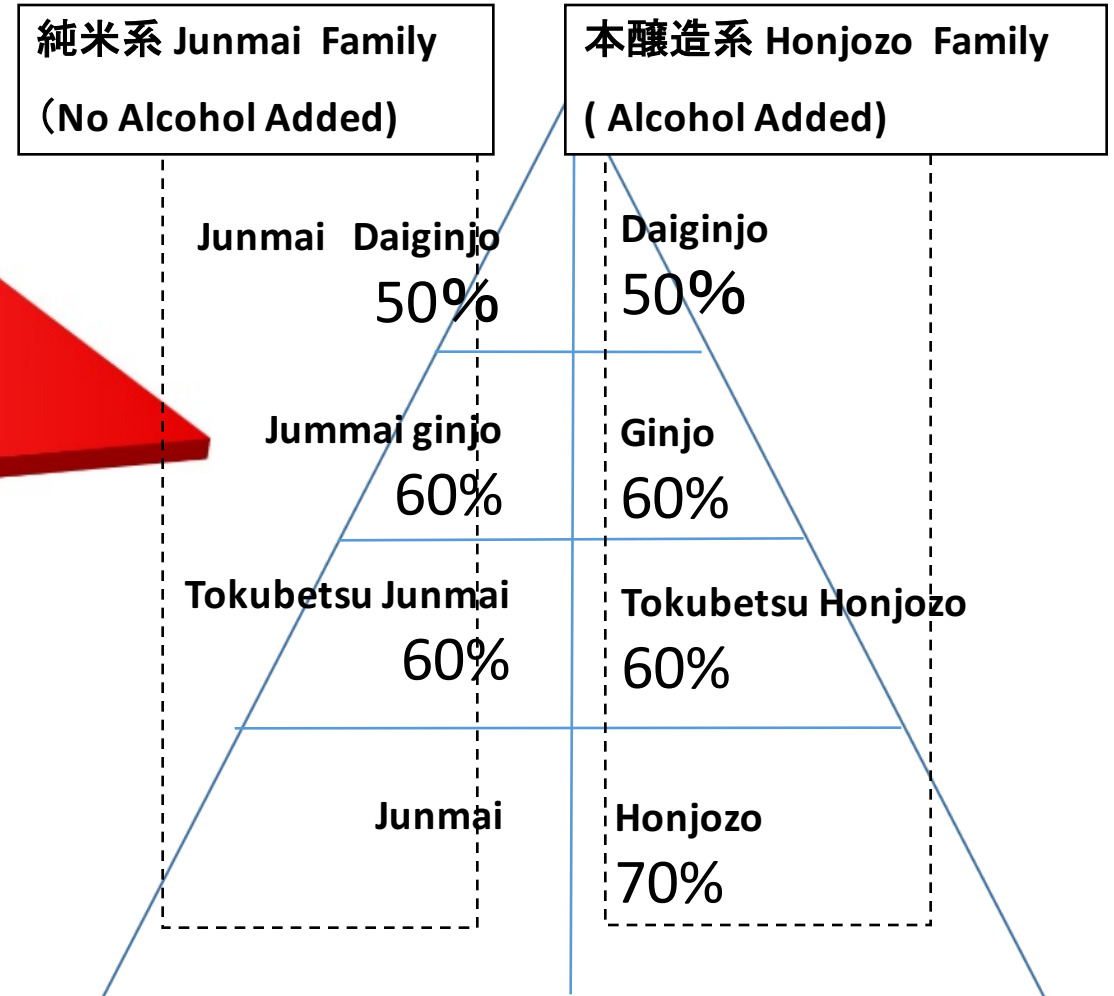 純米系 Junmai Family
（No Alcohol Added)
本醸造系 Honjozo Family
( Alcohol Added)
Junmai Daiginjo
50%
Daiginjo
50%
Jummai ginjo
60%
Ginjo
60%
Tokubetsu Junmai
60%
Tokubetsu Honjozo
60%
Junmai
Honjozo
70%